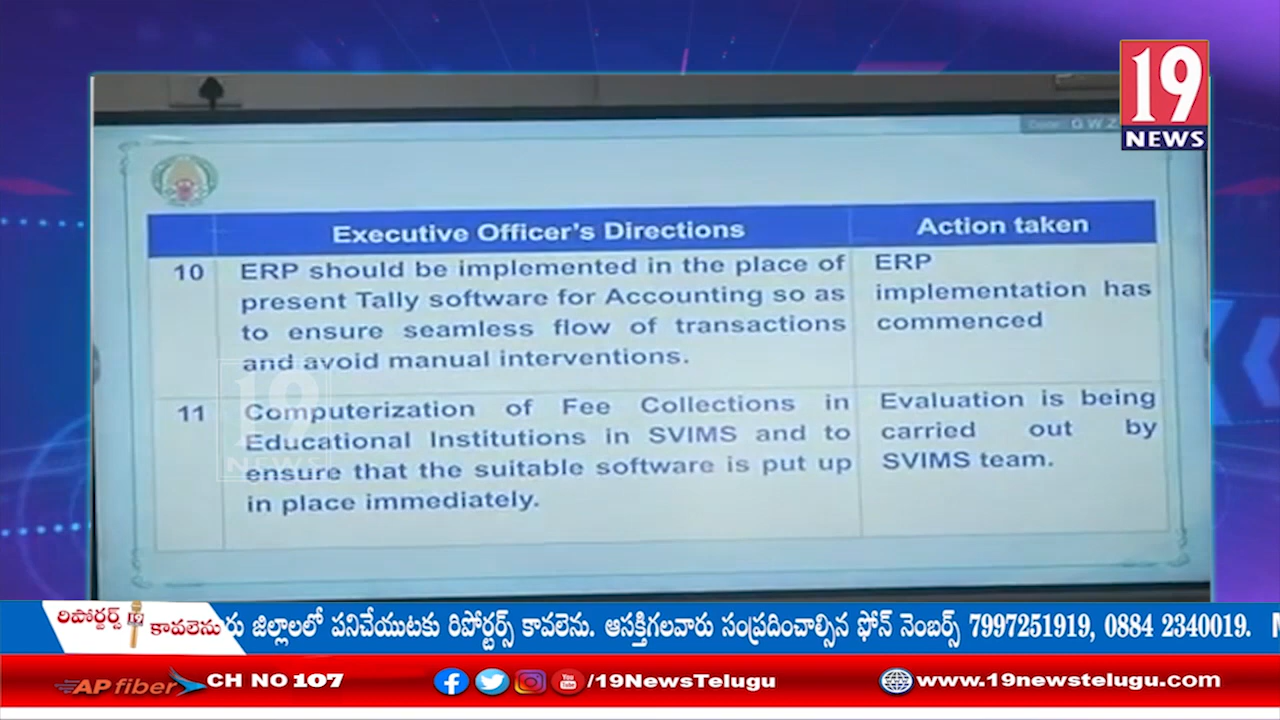 19
NEWS
Executive Officer's Directions
Action taken
10
ERP should be implemented in the place of
present Tally software for Accounting so as
to ensure seamless flow of transactions
and avoid manual interventions.
ERP
implementation has
commenced
11
Computerization of Fee Collections in
Educational Institutions in SVIMS and to
ensure that the suitable software is put up
in place immediately.
Evaluation is being
carried out by
SVIMS team.
19
NEWS
రిపోర్టర్స్ 19 కావలెను
రు జిల్లాలలో పనిచేయుటకు రిపోర్టర్స్ కావలెను. ఆసక్తిగలవారు సంప్రదించాల్సిన ఫోన్ నెంబర్స్ 7997251919, 0884 2340019.
AP fiber CH NO 107
/19NewsTelugu
www.19newstelugu.com